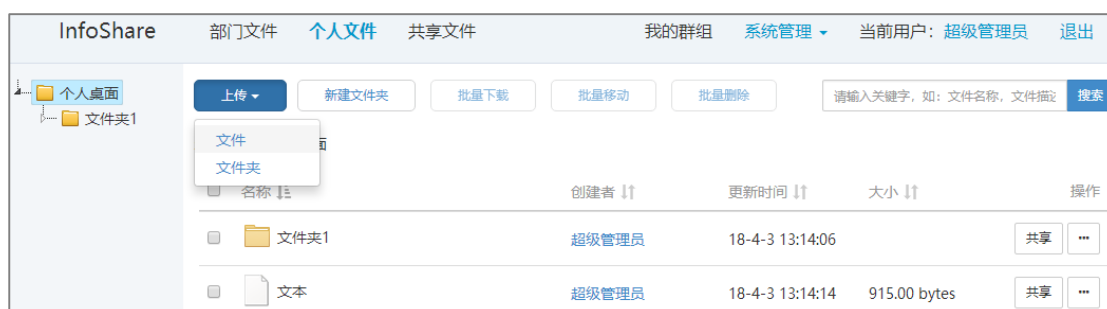 InfoShare 部门文件 个人文件 共享文件 我的群组 系统管理 当前用户：超级管理员 退出
个人桌面 上传 新建文件夹 批量下载 批量移动 批量删除 请输入关键字，如：文件名称，文件描述 搜索
文件夹1
文件 面
文件夹
名称 创建者 更新时间 大小 操作
文件夹1 超级管理员 18-4-3 13:14:06 共享 ···
文本 超级管理员 18-4-3 13:14:14 915.00 bytes 共享 ···